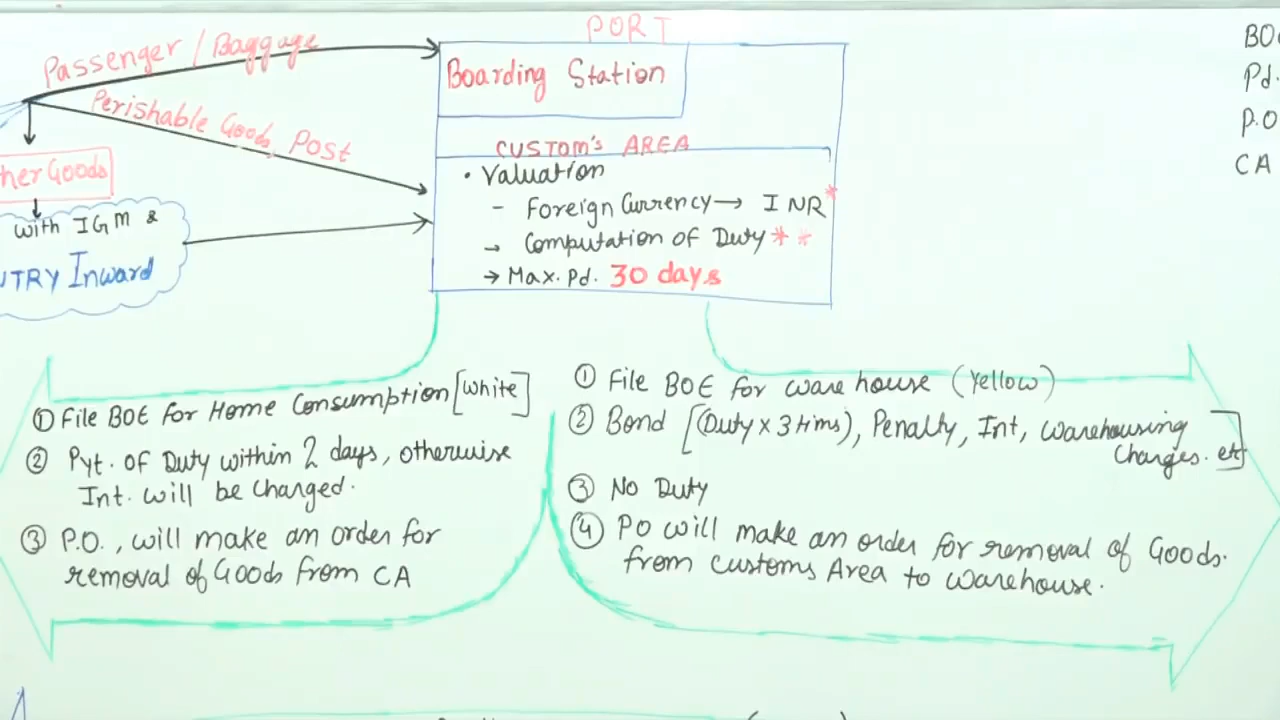 PORT
Passenger / Baggage
Boarding Station
Perishable Goods, Post
CUSTOM'S AREA
• Valuation
- Foreign Currency → INR *
→ Computation of Duty * *
→ Max. Pd. 30 days
Goods
with IGM &
Inward
Pd.
P.O
CA
① File BOE for Home Consumption [white]
② Pyt. of Duty within 2 days, otherwise
Int. will be charged.
③ P.O., will make an order for
removal of Goods from CA
① File BOE for ware house (Yellow)
② Bond [(Duty x 3 tims), Penalty, Int, warehousing
charges. etc]
③ No Duty
④ PO will make an order for removal of Goods.
from customs Area to warehouse.